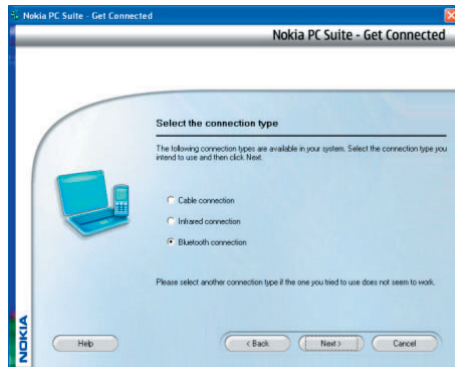 Nokia PC Suite - Get Connected
Nokia PC Suite - Get Connected
Select the connection type
The following connection types are available in your system. Select the connection type you
intend to use and then click Next.
Cable connection
Infrared connection
Bluetooth connection
Please select another connection type if the one you tried to use does not seem to work.
NOKIA
Help
< Back
Next >
Cancel